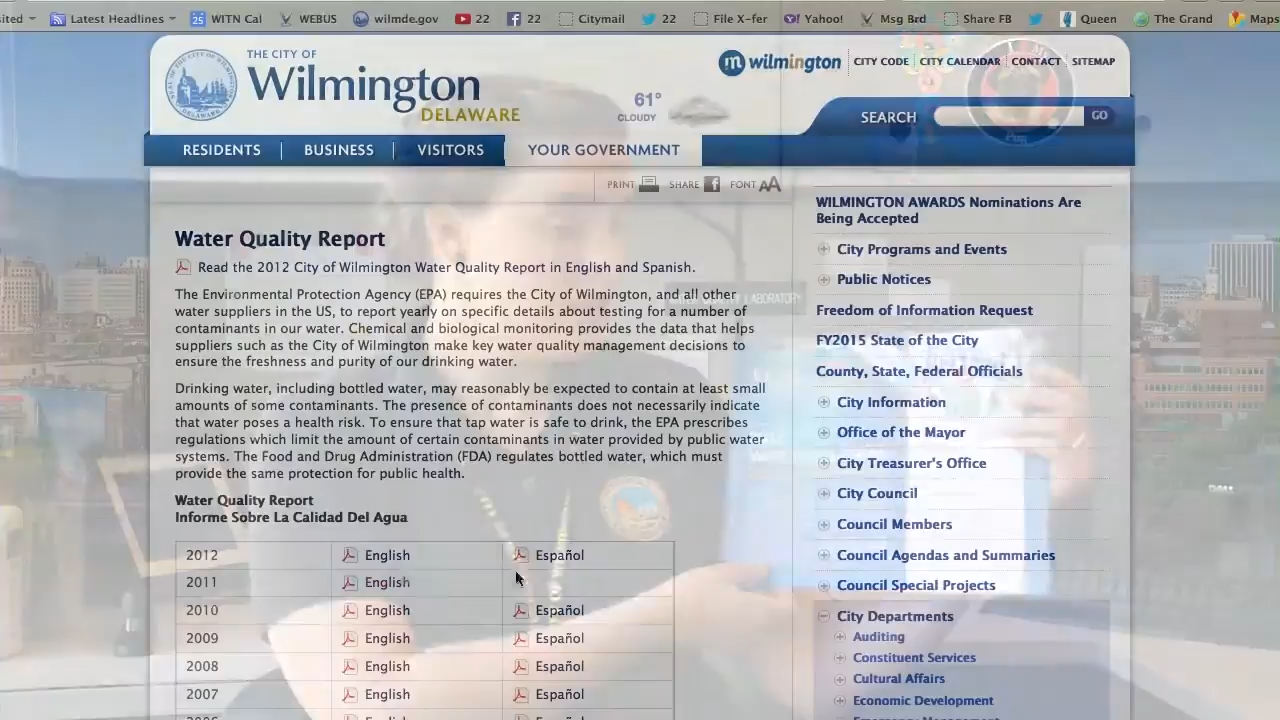 sited
Latest Headlines
WITN Cal
WEBUS
wilmde.gov
22
22
Citymail
22
File X-fer
Yahoo!
Msg Brd
Share FB
Queen
The Grand
Maps
THE CITY OF
Wilmington
DELAWARE
61°
CLOUDY
wilmington
CITY CODE
CITY CALENDAR
CONTACT
SITEMAP
SEARCH
GO
RESIDENTS
BUSINESS
VISITORS
YOUR GOVERNMENT
PRINT
SHARE
FONT AA
Water Quality Report
Read the 2012 City of Wilmington Water Quality Report in English and Spanish.
The Environmental Protection Agency (EPA) requires the City of Wilmington, and all other
water suppliers in the US, to report yearly on specific details about testing for a number of
contaminants in our water. Chemical and biological monitoring provides the data that helps
suppliers such as the City of Wilmington make key water quality management decisions to
ensure the freshness and purity of our drinking water.
Drinking water, including bottled water, may reasonably be expected to contain at least small
amounts of some contaminants. The presence of contaminants does not necessarily indicate
that water poses a health risk. To ensure that tap water is safe to drink, the EPA prescribes
regulations which limit the amount of certain contaminants in water provided by public water
systems. The Food and Drug Administration (FDA) regulates bottled water, which must
provide the same protection for public health.
Water Quality Report
Informe Sobre La Calidad Del Agua
2012 English Español
2011 English
2010 English Español
2009 English Español
2008 English Español
2007 English Español
WILMINGTON AWARDS Nominations Are
Being Accepted
City Programs and Events
Public Notices
Freedom of Information Request
FY2015 State of the City
County, State, Federal Officials
City Information
Office of the Mayor
City Treasurer's Office
City Council
Council Members
Council Agendas and Summaries
Council Special Projects
City Departments
Auditing
Constituent Services
Cultural Affairs
Economic Development